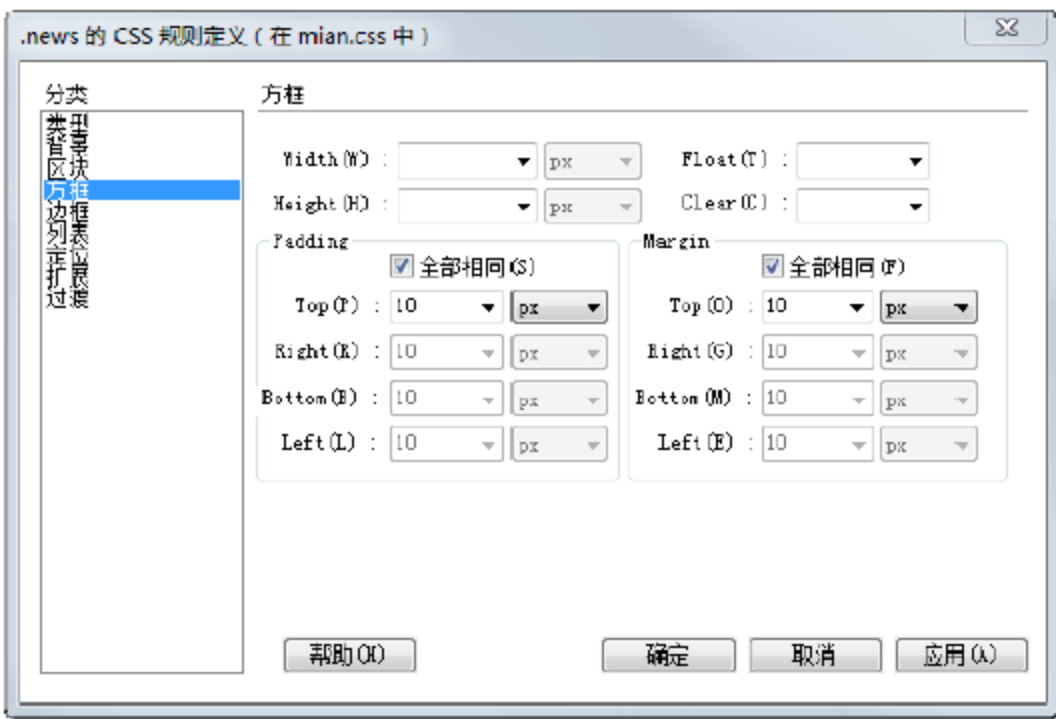 .news 的 CSS 规则定义 ( 在 mian.css 中 )
分类
类型
背景
区块
方框
边框
列表
定位
扩展
过渡
方框
Width(W) : px Float(T) :
Height(H) : px Clear(C) :
Padding
全部相同(S)
Top(P) : 10 px
Right(R) : 10 px
Bottom(B) : 10 px
Left(L) : 10 px
Margin
全部相同(F)
Top(O) : 10 px
Right(G) : 10 px
Bottom(M) : 10 px
Left(E) : 10 px
帮助(H) 确定 取消 应用(A)